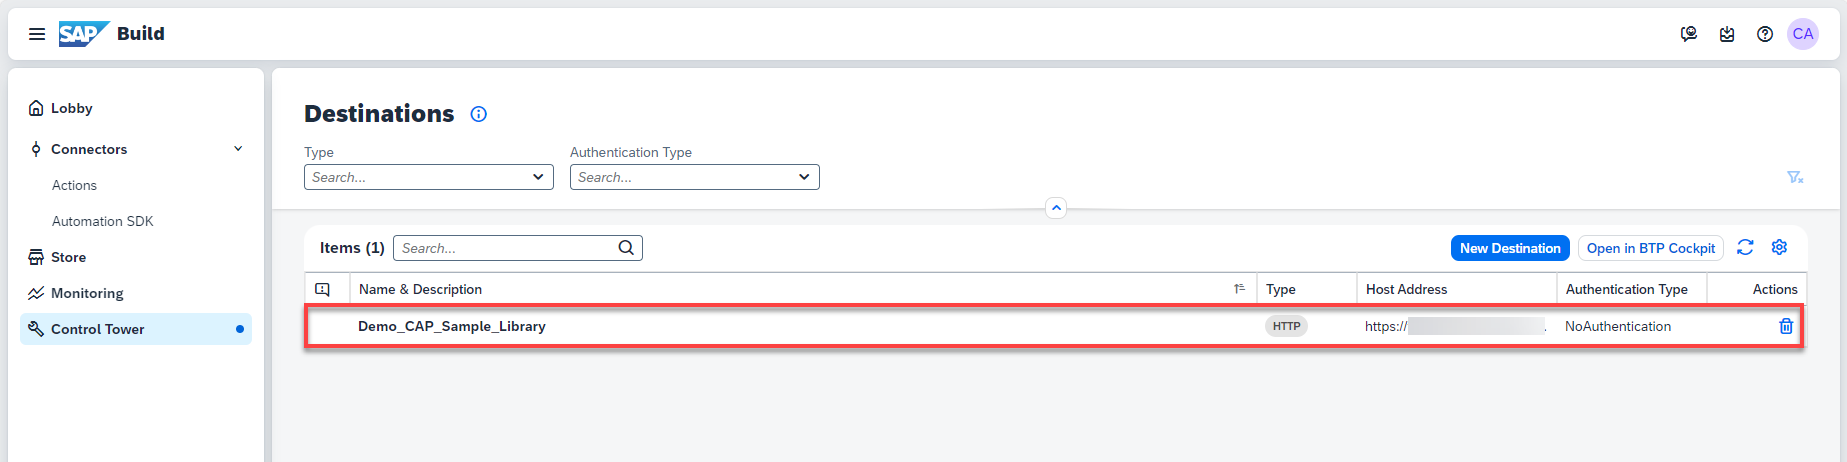 SAP Build
CA
Lobby
Connectors
Actions
Automation SDK
Store
Monitoring
Control Tower
Destinations
Type Authentication Type
Search... Search...
Items (1) Search... New Destination Open in BTP Cockpit
Name & Description Type Host Address Authentication Type Actions
Demo_CAP_Sample_Library HTTP https:// . NoAuthentication